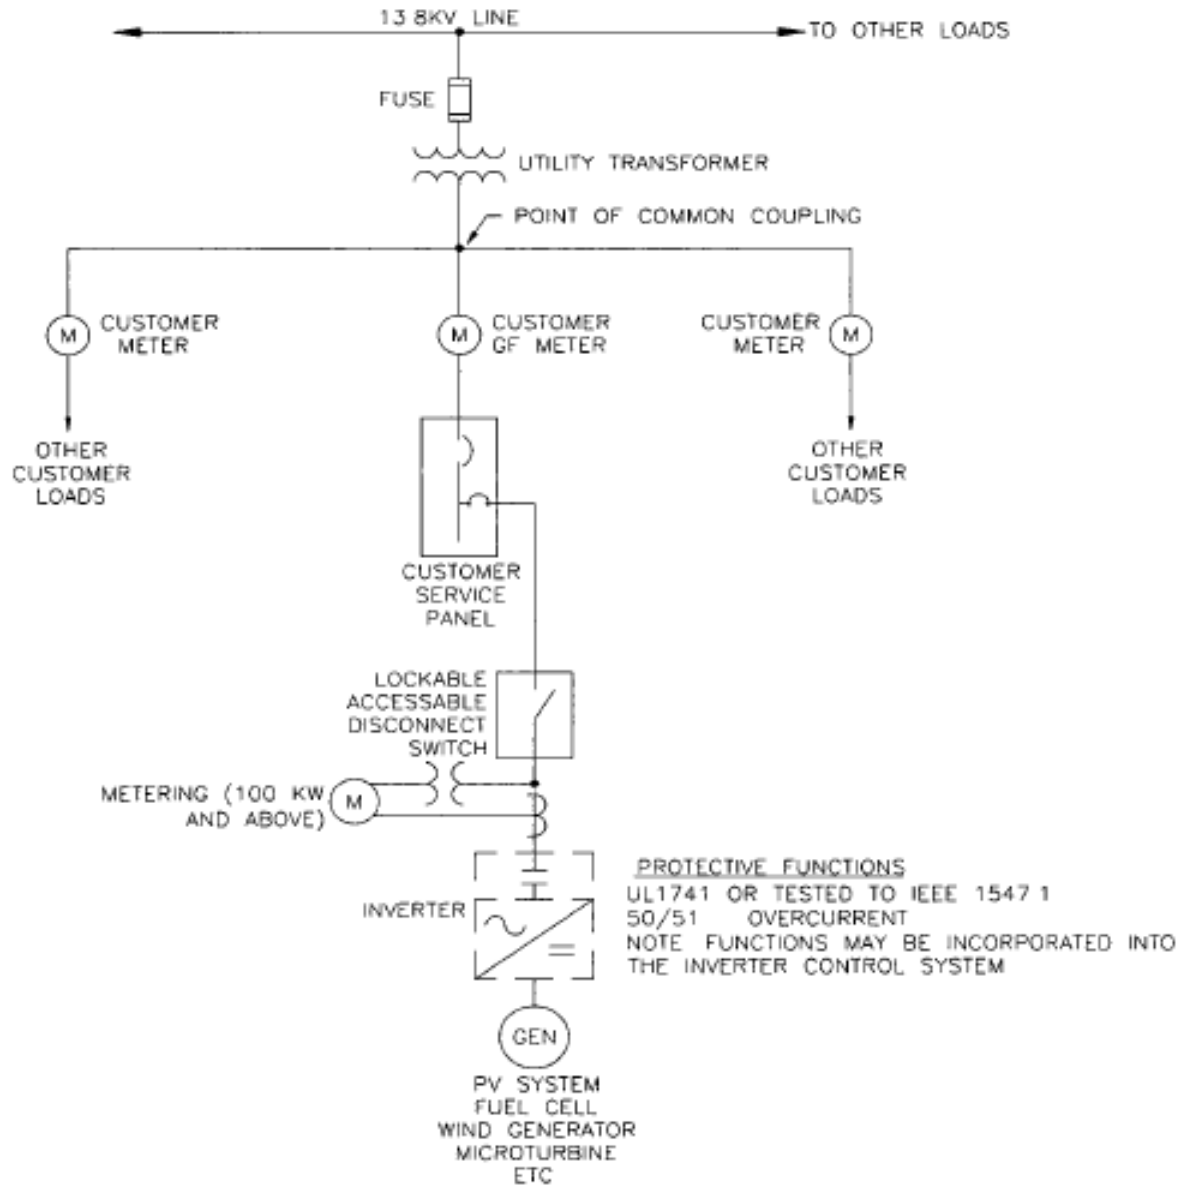 13 8KV LINE
TO OTHER LOADS
FUSE
UTILITY TRANSFORMER
POINT OF COMMON COUPLING
M
CUSTOMER
METER
M
CUSTOMER
GF METER
CUSTOMER
METER
M
OTHER
CUSTOMER
LOADS
OTHER
CUSTOMER
LOADS
CUSTOMER
SERVICE
PANEL
LOCKABLE
ACCESSABLE
DISCONNECT
SWITCH
METERING (100 KW
AND ABOVE)
M
INVERTER
PROTECTIVE FUNCTIONS
UL1741 OR TESTED TO IEEE 1547 1
50/51 OVERCURRENT
NOTE FUNCTIONS MAY BE INCORPORATED INTO
THE INVERTER CONTROL SYSTEM
GEN
PV SYSTEM
FUEL CELL
WIND GENERATOR
MICROTURBINE
ETC